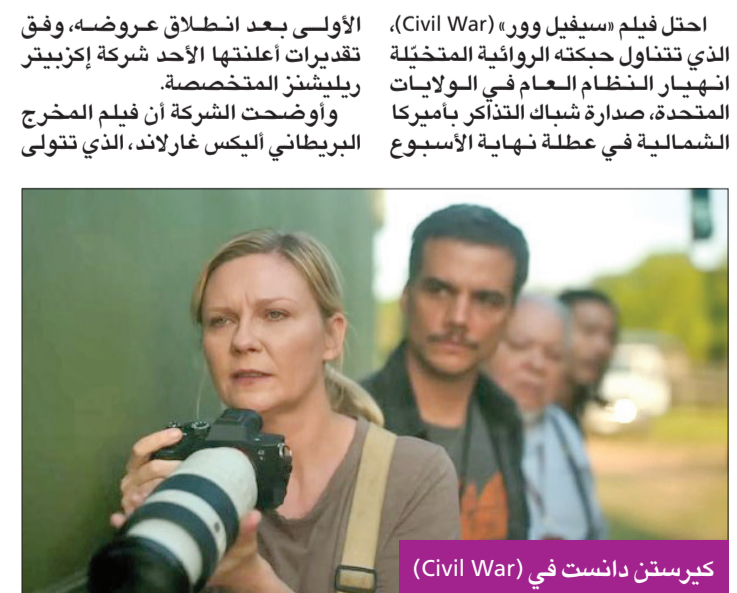 احتل فيلم «سيفيل وور» (Civil War)،
الذي تتناول حبكته الروائية المتخيّلة
انهيار النظام العام في الولايات
المتحدة، صدارة شباك التذاكر بأميركا
الشمالية في عطلة نهاية الأسبوع
الأولى بعد انطلاق عروضه، وفق
تقديرات أعلنتها الأحد شركة إكزبيتر
ريليشنز المتخصصة.
وأوضحت الشركة أن فيلم المخرج
البريطاني أليكس غارلاند، الذي تتولى
كيرستن دانست في (Civil War)